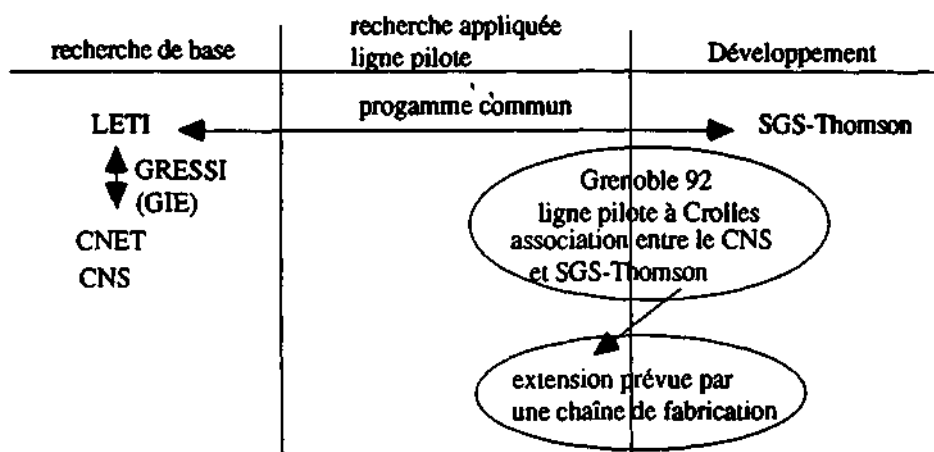 recherche de base
recherche appliquée
ligne pilote
Développement
progamme commun
LETI
SGS-Thomson
GRESSI
(GIE)
CNET
CNS
Grenoble 92
ligne pilote à Crolles
association entre le CNS
et SGS-Thomson
extension prévue par
une chaîne de fabrication